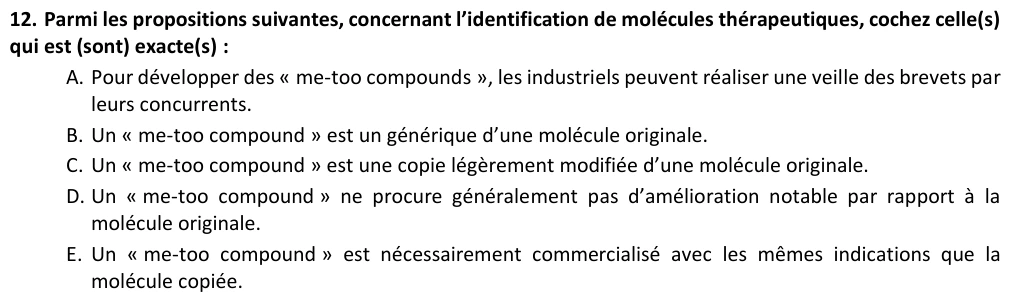 12. Parmi les propositions suivantes, concernant l’identification de molécules thérapeutiques, cochez celle(s)
qui est (sont) exacte(s) :
A. Pour développer des « me-too compounds », les industriels peuvent réaliser une veille des brevets par
leurs concurrents.
B. Un « me-too compound » est un générique d’une molécule originale.
C. Un « me-too compound » est une copie légèrement modifiée d’une molécule originale.
D. Un « me-too compound » ne procure généralement pas d’amélioration notable par rapport à la
molécule originale.
E. Un « me-too compound » est nécessairement commercialisé avec les mêmes indications que la
molécule copiée.